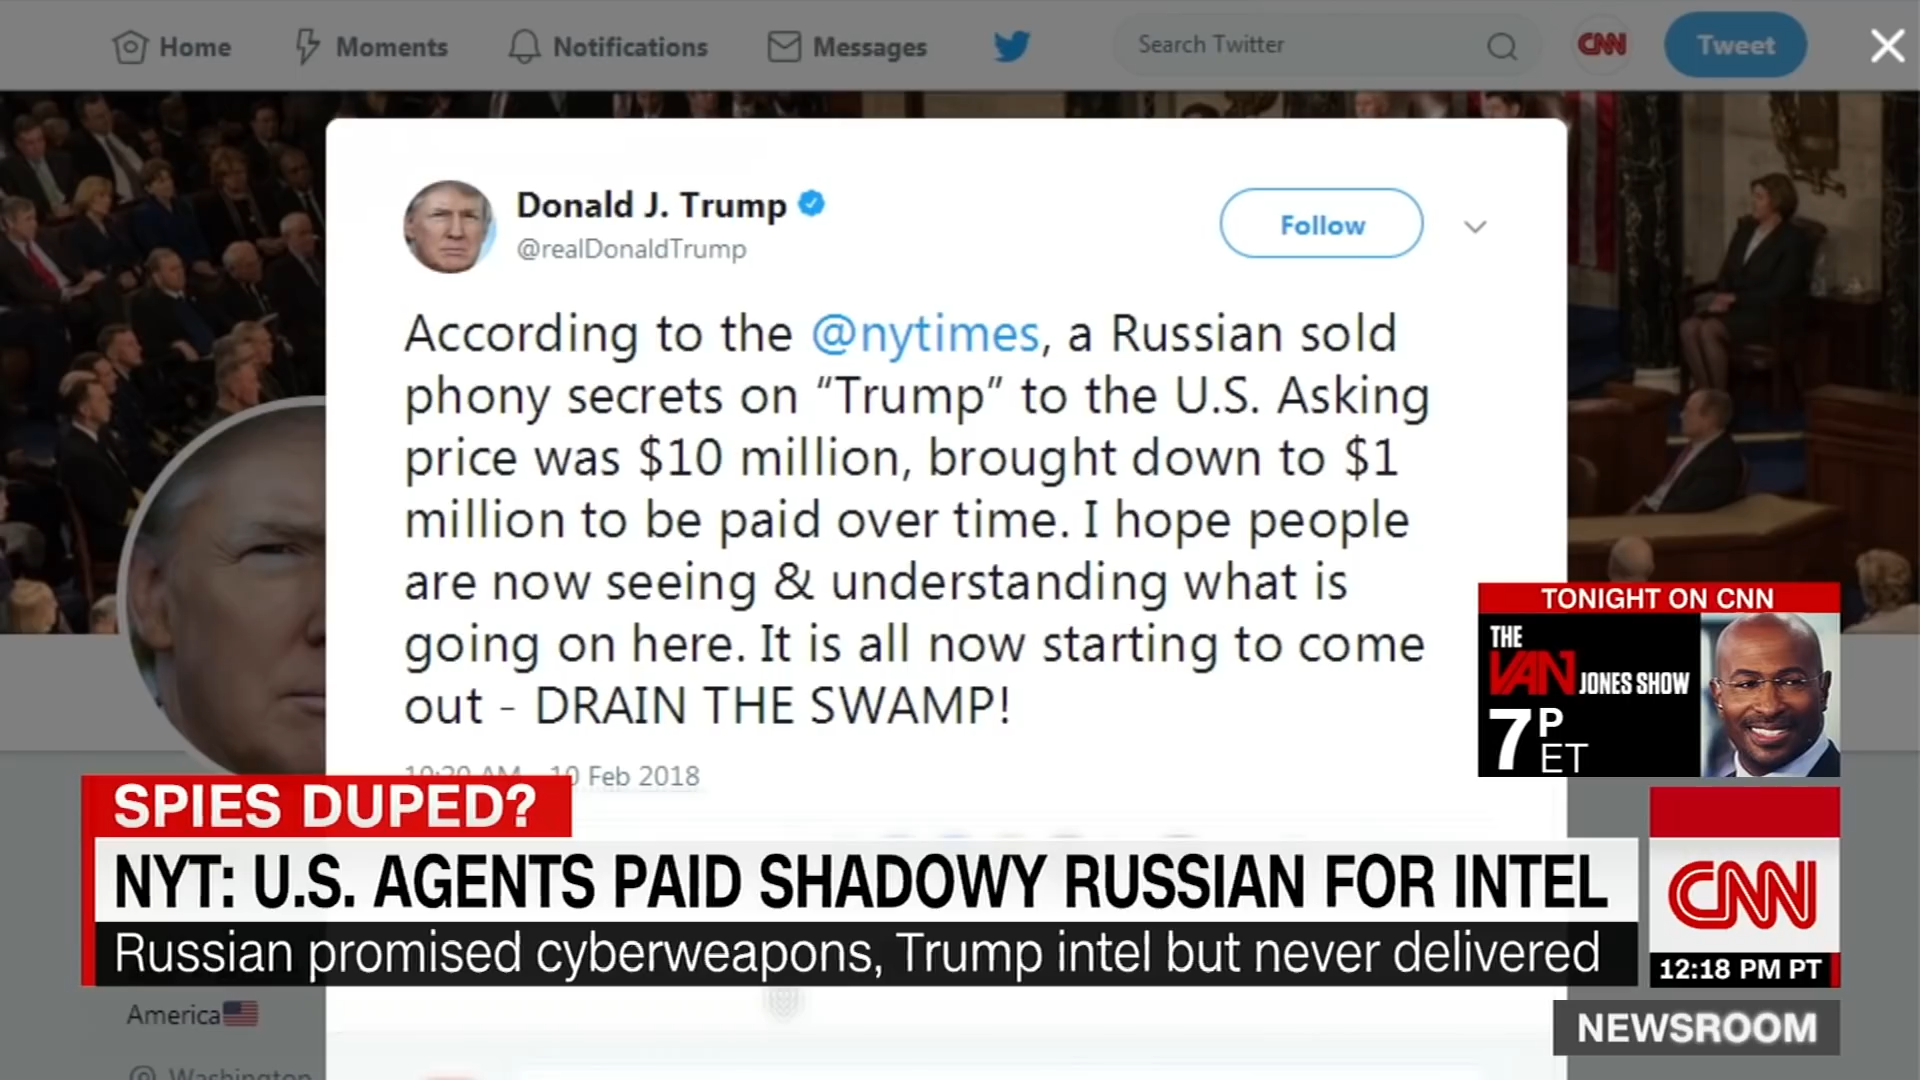 Home Moments Notifications Messages Search Twitter CNN Tweet
Donald J. Trump
@realDonaldTrump
Follow
According to the @nytimes, a Russian sold
phony secrets on “Trump” to the U.S. Asking
price was $10 million, brought down to $1
million to be paid over time. I hope people
are now seeing & understanding what is
going on here. It is all now starting to come
out - DRAIN THE SWAMP!
10 Feb 2018
TONIGHT ON CNN
THE
VAN JONES SHOW
7P
ET
SPIES DUPED?
NYT: U.S. AGENTS PAID SHADOWY RUSSIAN FOR INTEL
Russian promised cyberweapons, Trump intel but never delivered
CNN
12:18 PM PT
NEWSROOM
America
Washington